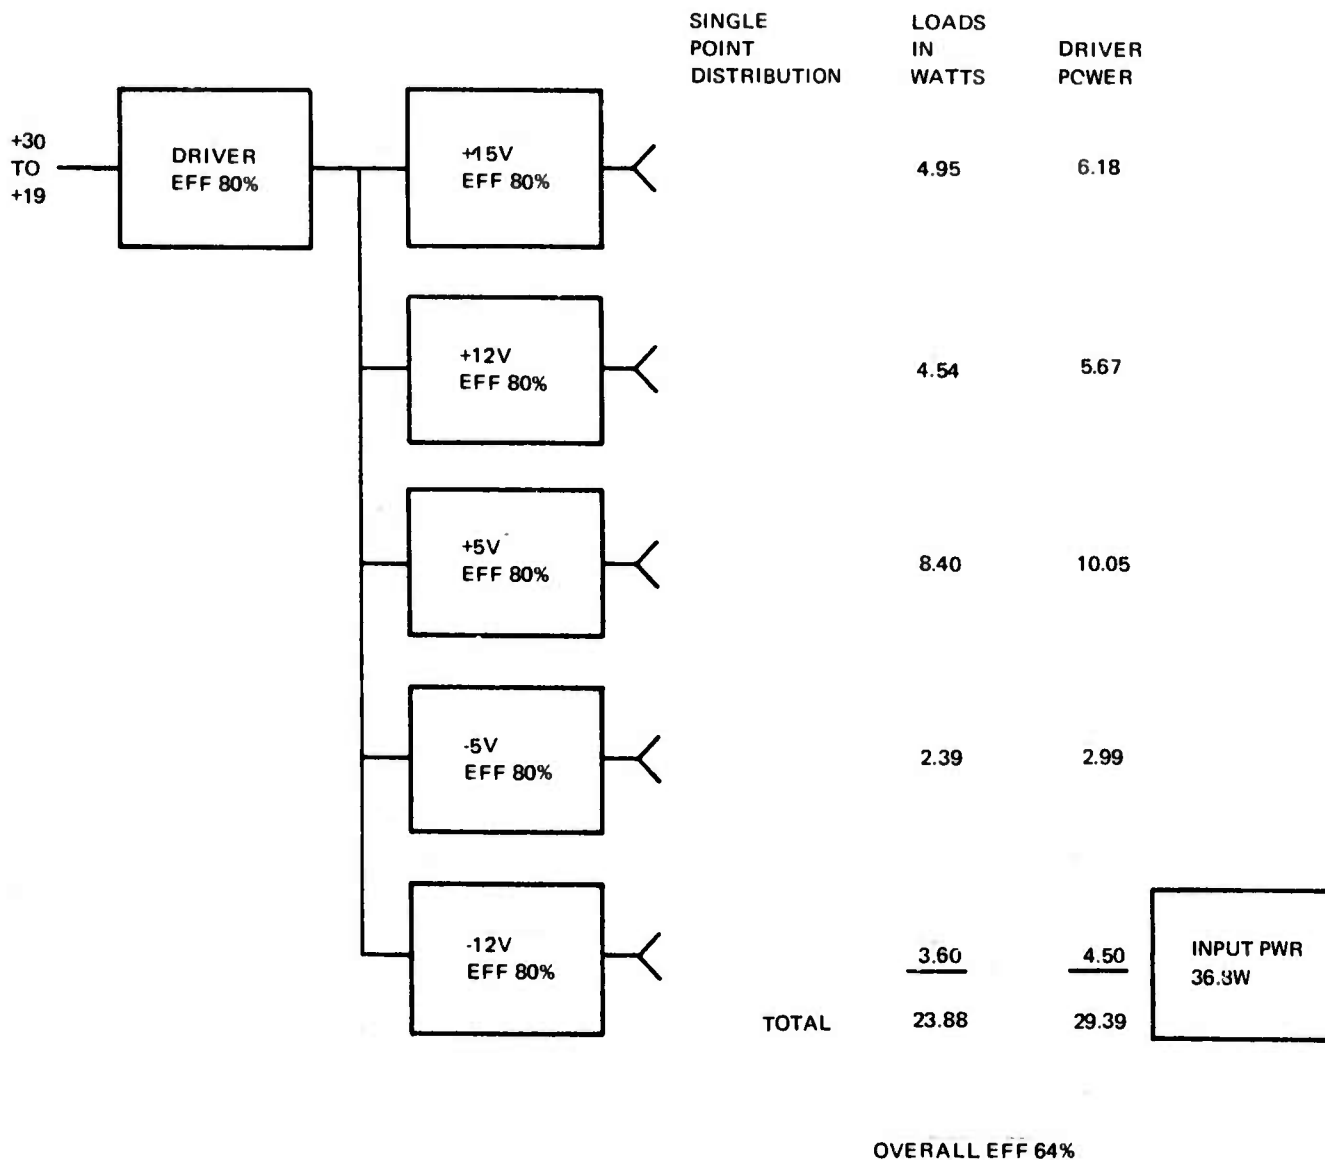 SINGLE
POINT
DISTRIBUTION
LOADS
IN
WATTS
DRIVER
POWER
+30
TO
+19
DRIVER
EFF 80%
+15V
EFF 80%
4.95 6.18
+12V
EFF 80%
4.54 5.67
+5V
EFF 80%
8.40 10.05
-5V
EFF 80%
2.39 2.99
-12V
EFF 80%
3.60 4.50
INPUT PWR
TOTAL 23.88 29.39
OVERALL EFF 64%